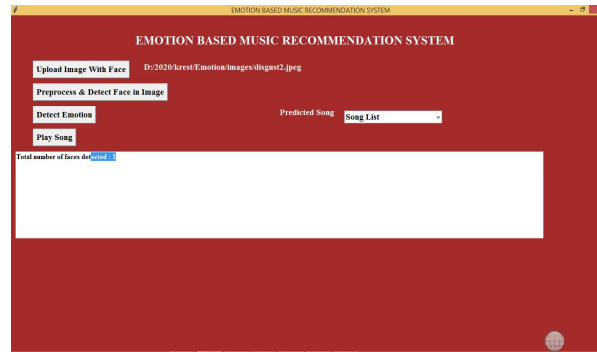 EMOTION BASED MUSIC RECOMMENDATION SYSTEM
EMOTION BASED MUSIC RECOMMENDATION SYSTEM
Upload Image With Face D:/2020/krest/Emotion/images/disgust2.jpeg
Preprocess & Detect Face in Image
Detect Emotion Predicted Song Song List
Play Song
Total number of faces detected : 1